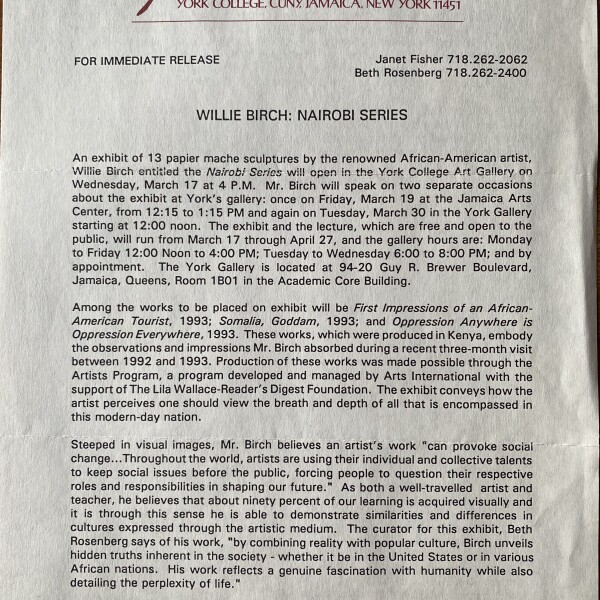 YORK COLLEGE, CUNY, JAMAICA, NEW YORK 11451
FOR IMMEDIATE RELEASE
Janet Fisher 718.262-2062
Beth Rosenberg 718.262-2400
WILLIE BIRCH: NAIROBI SERIES
An exhibit of 13 papier mache sculptures by the renowned African-American artist,
Willie Birch entitled the Nairobi Series will open in the York College Art Gallery on
Wednesday, March 17 at 4 P.M. Mr. Birch will speak on two separate occasions
about the exhibit at York's gallery: once on Friday, March 19 at the Jamaica Arts
Center, from 12:15 to 1:15 PM and again on Tuesday, March 30 in the York Gallery
starting at 12:00 noon. The exhibit and the lecture, which are free and open to the
public, will run from March 17 through April 27, and the gallery hours are: Monday
to Friday 12:00 Noon to 4:00 PM; Tuesday to Wednesday 6:00 to 8:00 PM; and by
appointment. The York Gallery is located at 94-20 Guy R. Brewer Boulevard,
Jamaica, Queens, Room 1B01 in the Academic Core Building.
Among the works to be placed on exhibit will be First Impressions of an African-
American Tourist, 1993; Somalia, Goddam, 1993; and Oppression Anywhere is
Oppression Everywhere, 1993. These works, which were produced in Kenya, embody
the observations and impressions Mr. Birch absorbed during a recent three-month visit
between 1992 and 1993. Production of these works was made possible through the
Artists Program, a program developed and managed by Arts International with the
support of The Lila Wallace-Reader's Digest Foundation. The exhibit conveys how the
artist perceives one should view the breath and depth of all that is encompassed in
this modern-day nation.
Steeped in visual images, Mr. Birch believes an artist's work "can provoke social
change...Throughout the world, artists are using their individual and collective talents
to keep social issues before the public, forcing people to question their respective
roles and responsibilities in shaping our future." As both a well-travelled artist and
teacher, he believes that about ninety percent of our learning is acquired visually and
it is through this sense he is able to demonstrate similarities and differences in
cultures expressed through the artistic medium. The curator for this exhibit, Beth
Rosenberg says of his work, "by combining reality with popular culture, Birch unveils
hidden truths inherent in the society - whether it be in the United States or in various
African nations. His work reflects a genuine fascination with humanity while also
detailing the perplexity of life."